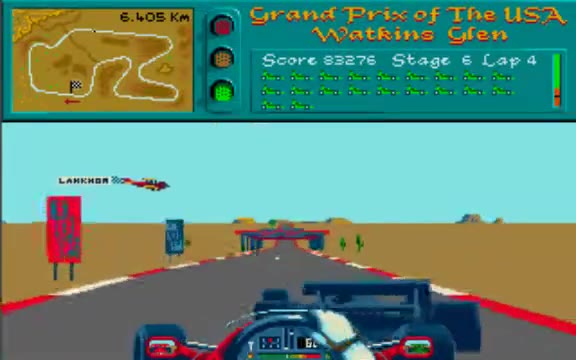 6.405 Km
Grand Prix of The USA
Watkins Glen
Score 83276 Stage 6 Lap 4
LANKHOR